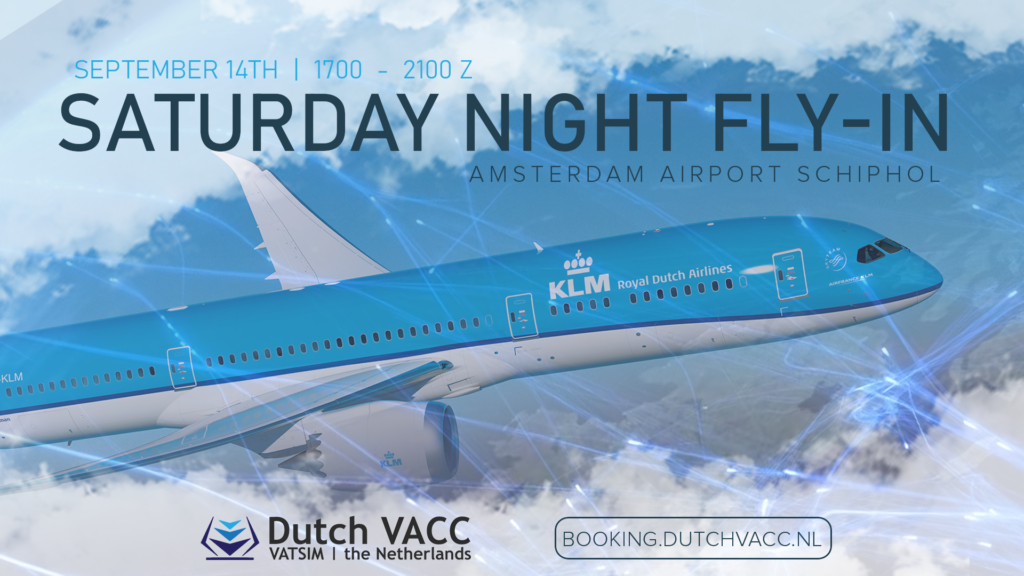 SEPTEMBER 14TH | 1700 - 2100 Z
SATURDAY NIGHT FLY-IN
AMSTERDAM AIRPORT SCHIPHOL
KLM
Royal Dutch Airlines
KLM
KLM
Dutch VACC
VATSIM | the Netherlands
BOOKING.DUTCHVACC.NL